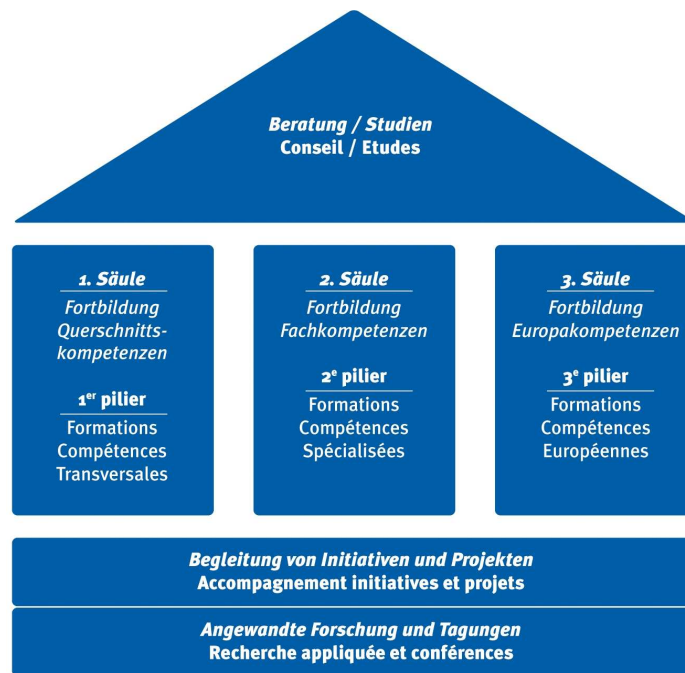 Beratung / Studien
Conseil / Etudes
1. Säule
Fortbildung
Querschnitts-
kompetenzen
1er pilier
Formations
Compétences
Transversales
2. Säule
Fortbildung
Fachkompetenzen
2e pilier
Formations
Compétences
Spécialisées
3. Säule
Fortbildung
Europakompetenzen
3e pilier
Formations
Compétences
Européennes
Begleitung von Initiativen und Projekten
Accompagnement initiatives et projets
Angewandte Forschung und Tagungen
Recherche appliquée et conférences